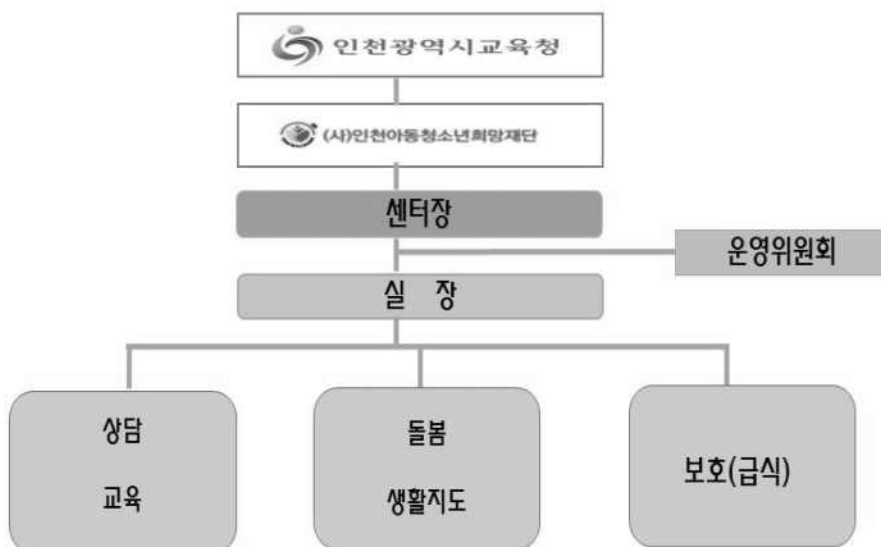 인천광역시교육청
(사)인천아동청소년희망재단
센터장
운영위원회
실 장
상담
교육
돌봄
생활지도
보호(급식)